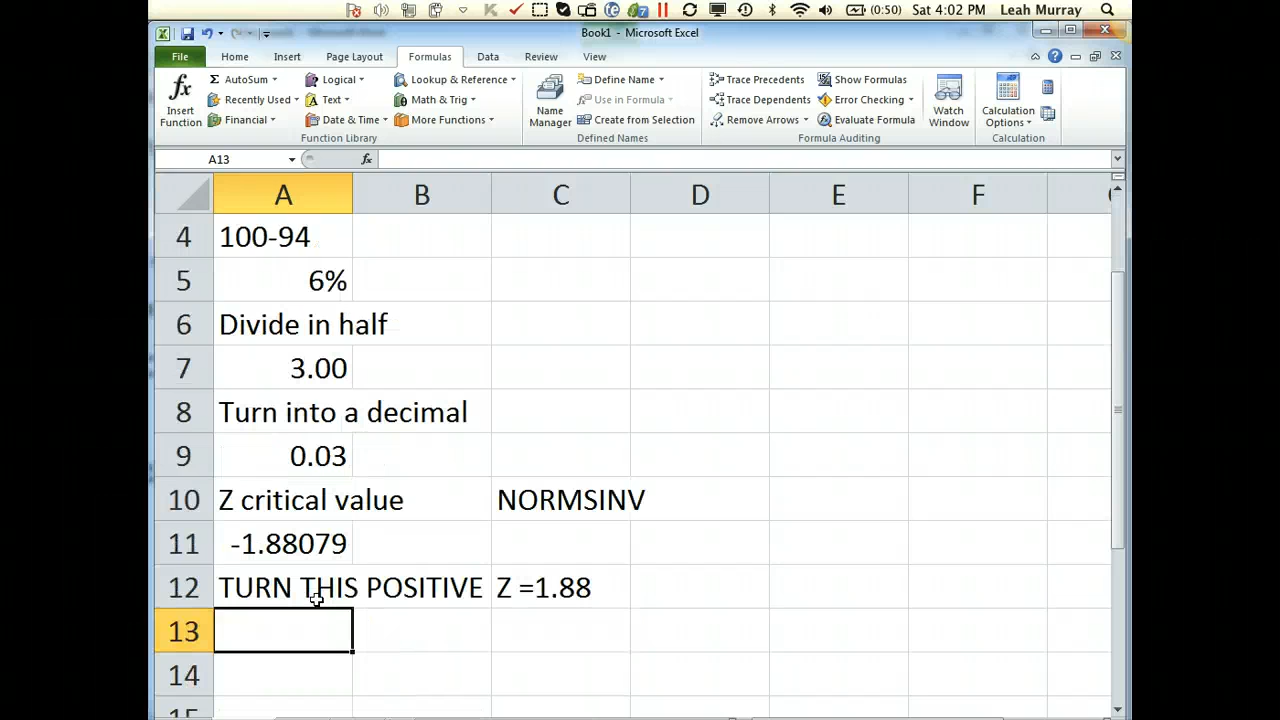 (0:50) Sat 4:02 PM Leah Murray
Book1 - Microsoft Excel
File Home Insert Page Layout Formulas Data Review View
fx Σ AutoSum Logical Lookup & Reference Define Name Trace Precedents Show Formulas
Recently Used Text Math & Trig Use in Formula Trace Dependents Error Checking
Insert Function Financial Date & Time More Functions Name Manager Create from Selection Remove Arrows Evaluate Formula Watch Window Calculation Options
Function Library Defined Names Formula Auditing Calculation
A13 fx
A B C D E F
4 100-94
5 6%
6 Divide in half
7 3.00
8 Turn into a decimal
9 0.03
10 Z critical value NORMSINV
11 -1.88079
12 TURN THIS POSITIVE Z =1.88
13
14
15